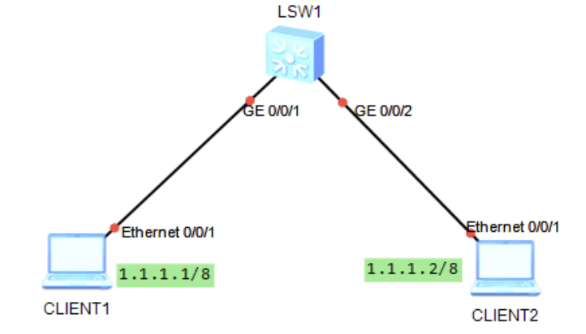 LSW1
GE 0/0/1
GE 0/0/2
Ethernet 0/0/1
Ethernet 0/0/1
1.1.1.1/8
1.1.1.2/8
CLIENT1
CLIENT2